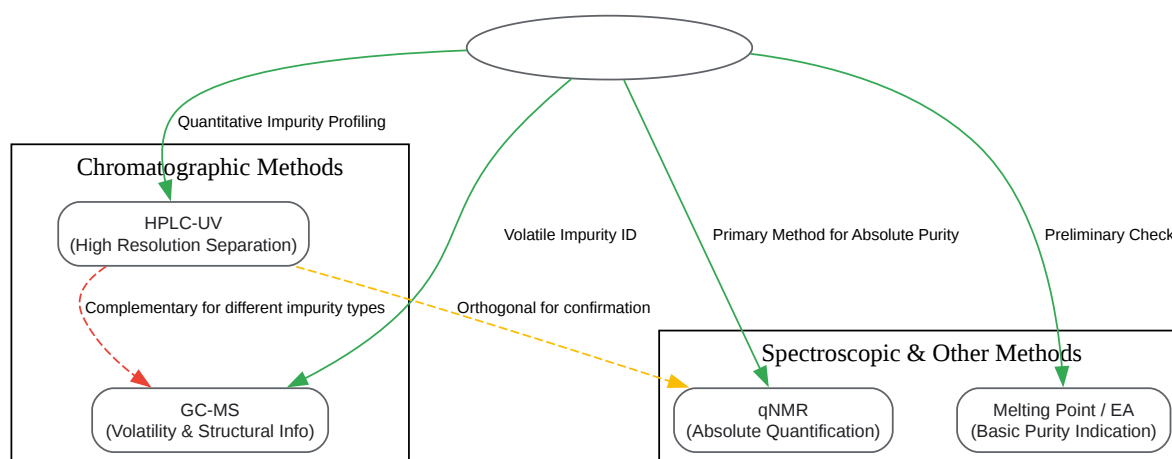 Quantitative Impurity Profiling
Chromatographic Methods
HPLC-UV
(High Resolution Separation)
Volatile Impurity ID
Primary Method for Absolute Purity
Preliminary Check
Complementary for different impurity types
Orthogonal for confirmation
Spectroscopic & Other Methods
GC-MS
(Volatility & Structural Info)
qNMR
(Absolute Quantification)
Melting Point / EA
(Basic Purity Indication)